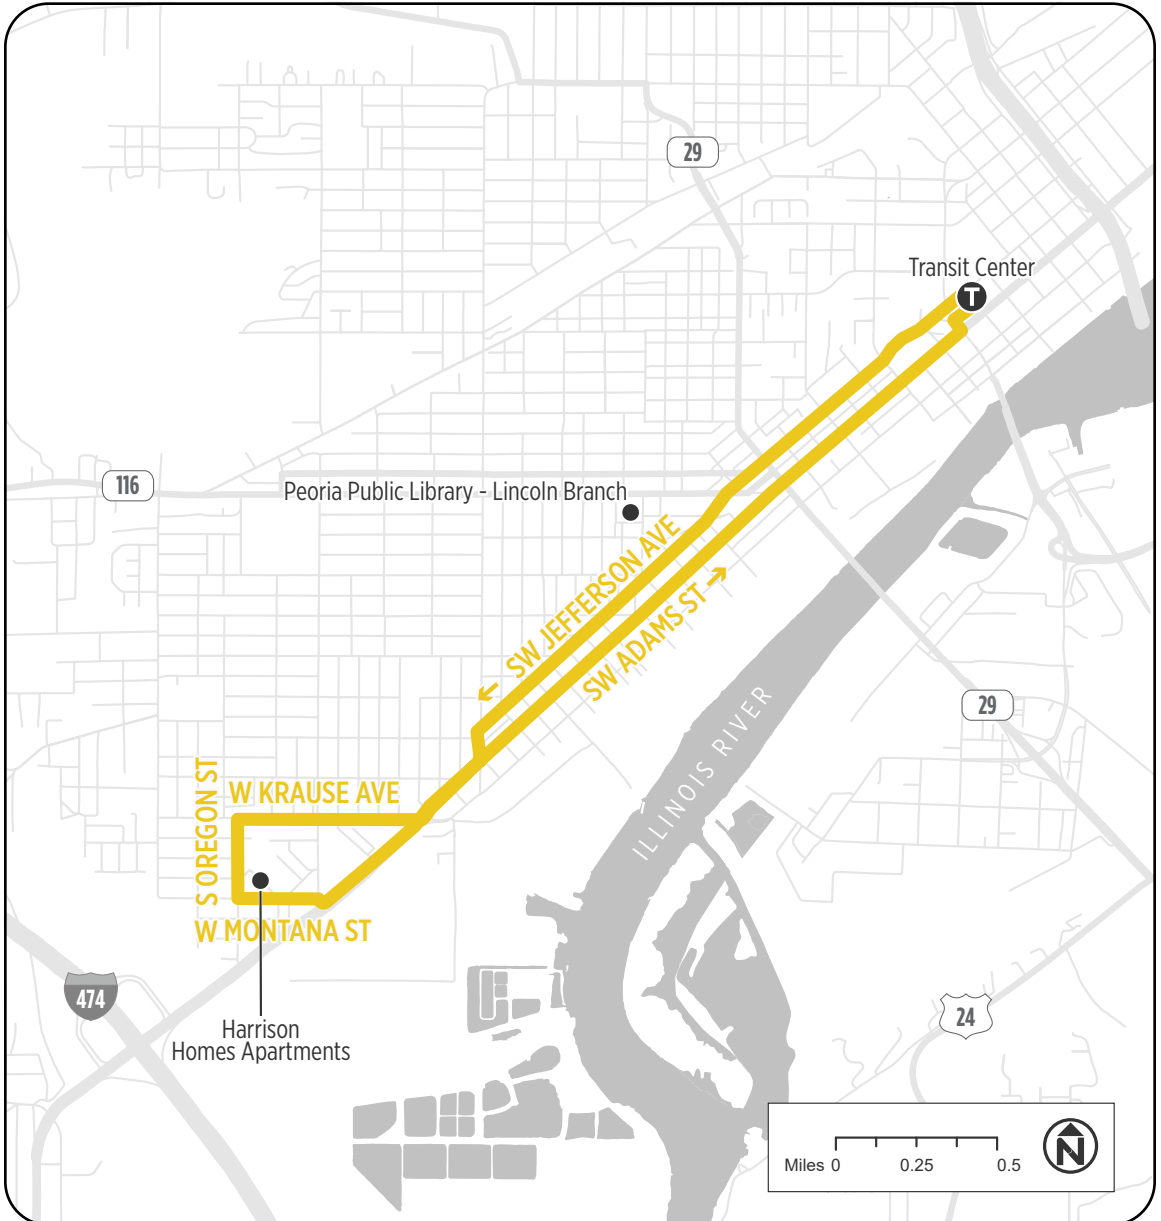 29
Transit Center
T
116
Peoria Public Library - Lincoln Branch
← SW JEFFERSON AVE
SW ADAMS ST →
29
ILLINOIS RIVER
S OREGON ST
W KRAUSE AVE
W MONTANA ST
474
24
Harrison
Homes Apartments
Miles 0 0.25 0.5
N